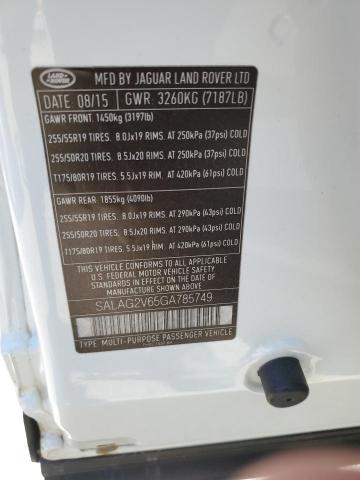 LAND ROVER
MFD BY JAGUAR LAND ROVER LTD
DATE 08/15 GWR: 3260KG (7187LB)
GAWR FRONT 1450kg (3197lb)
255/55R19 TIRES. 8.0Jx19 RIMS. AT 250kPa (37psi) COLD
255/50R20 TIRES. 8.5Jx20 RIMS. AT 250kPa (37psi) COLD
T175/80R19 TIRES. 5.5Jx19 RIM. AT 420kPa (61psi) COLD
GAWR REAR 1855kg (4090lb)
255/55R19 TIRES. 8.0Jx19 RIMS. AT 290kPa (43psi) COLD
255/50R20 TIRES. 8.5Jx20 RIMS. AT 290kPa (43psi) COLD
T175/80R19 TIRES. 5.5Jx19 RIM. AT 420kPa (61psi) COLD
THIS VEHICLE CONFORMS TO ALL APPLICABLE
U.S. FEDERAL MOTOR VEHICLE SAFETY,
BUMPER, AND THEFT PREVENTION STANDARDS
IN EFFECT ON THE DATE OF MANUFACTURE
SHOWN ABOVE.
SALAG2V65GA785749
TYPE: MULTI-PURPOSE PASSENGER VEHICLE